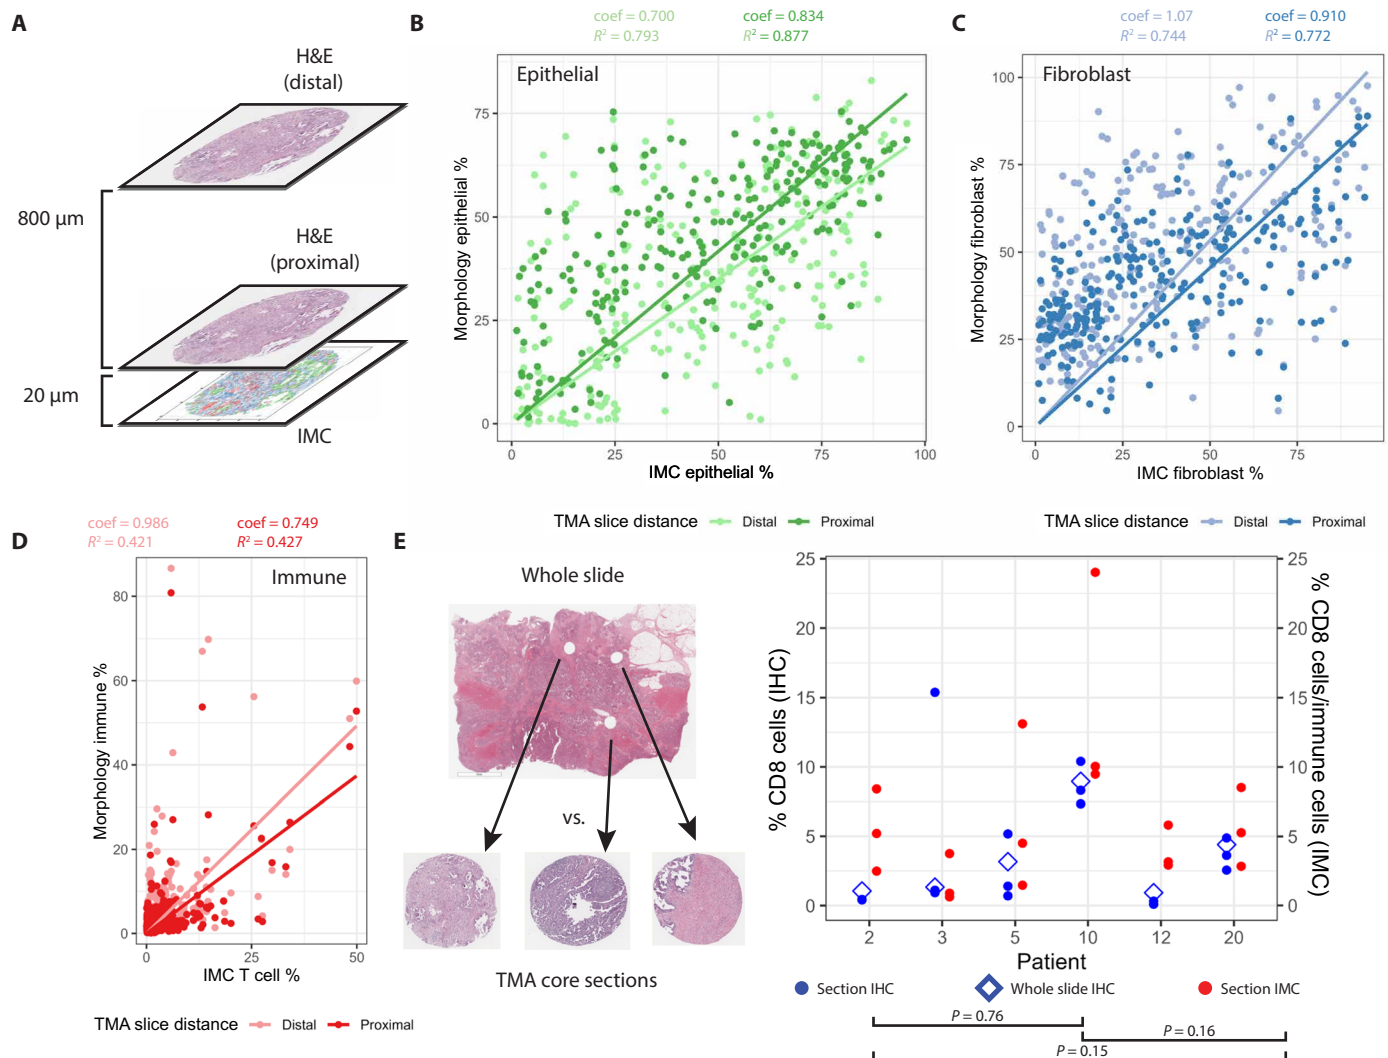 A
H&E
(distal)
800 µm
H&E
(proximal)
20 µm
IMC
B
coef = 0.700
R² = 0.793
coef = 0.834
R² = 0.877
Epithelial
Morphology epithelial %
75
50
25
0
0 25 50 75 100
IMC epithelial %
TMA slice distance Distal Proximal
C
coef = 1.07
R² = 0.744
coef = 0.910
R² = 0.772
Fibroblast
Morphology fibroblast %
100
75
50
25
0
0 25 50 75
IMC fibroblast %
TMA slice distance Distal Proximal
D
coef = 0.986
R² = 0.421
coef = 0.749
R² = 0.427
Immune
Morphology immune %
80
60
40
20
0
0 25 50
IMC T cell %
TMA slice distance Distal Proximal
E
Whole slide
vs.
TMA core sections
% CD8 cells (IHC)
25
20
15
10
5
0
25
20
15
10
5
0
% CD8 cells/immune cells (IMC)
2 3 5 10 12 20
Patient
Section IHC Whole slide IHC Section IMC
P = 0.76
P = 0.16
P = 0.15